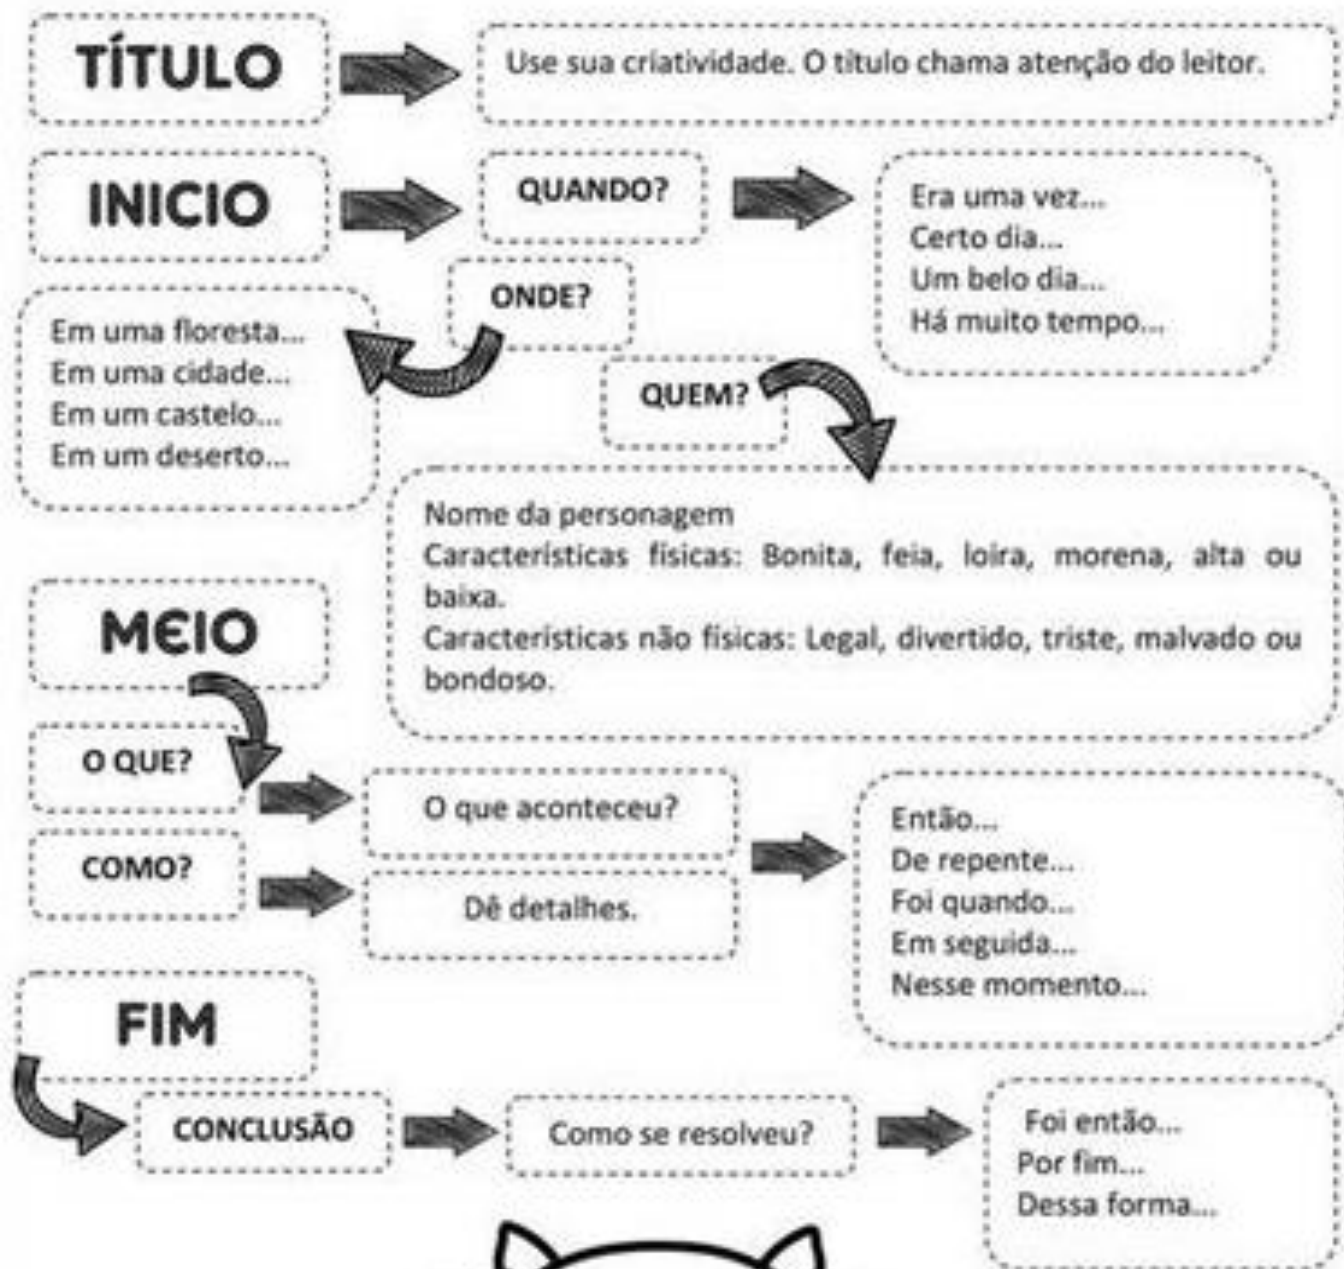 TÍTULO
Use sua criatividade. O título chama atenção do leitor.
INICIO
QUANDO?
Era uma vez...
Certo dia...
Um belo dia...
Há muito tempo...
ONDE?
Em uma floresta...
Em uma cidade...
Em um castelo...
Em um deserto...
QUEM?
Nome da personagem
Características físicas: Bonita, feia, loira, morena, alta ou
baixa.
Características não físicas: Legal, divertido, triste, malvado ou
bondoso.
MEIO
O QUE?
O que aconteceu?
COMO?
Dê detalhes.
Então...
De repente...
Foi quando...
Em seguida...
Nesse momento...
FIM
CONCLUSÃO
Como se resolveu?
Foi então...
Por fim...
Dessa forma...